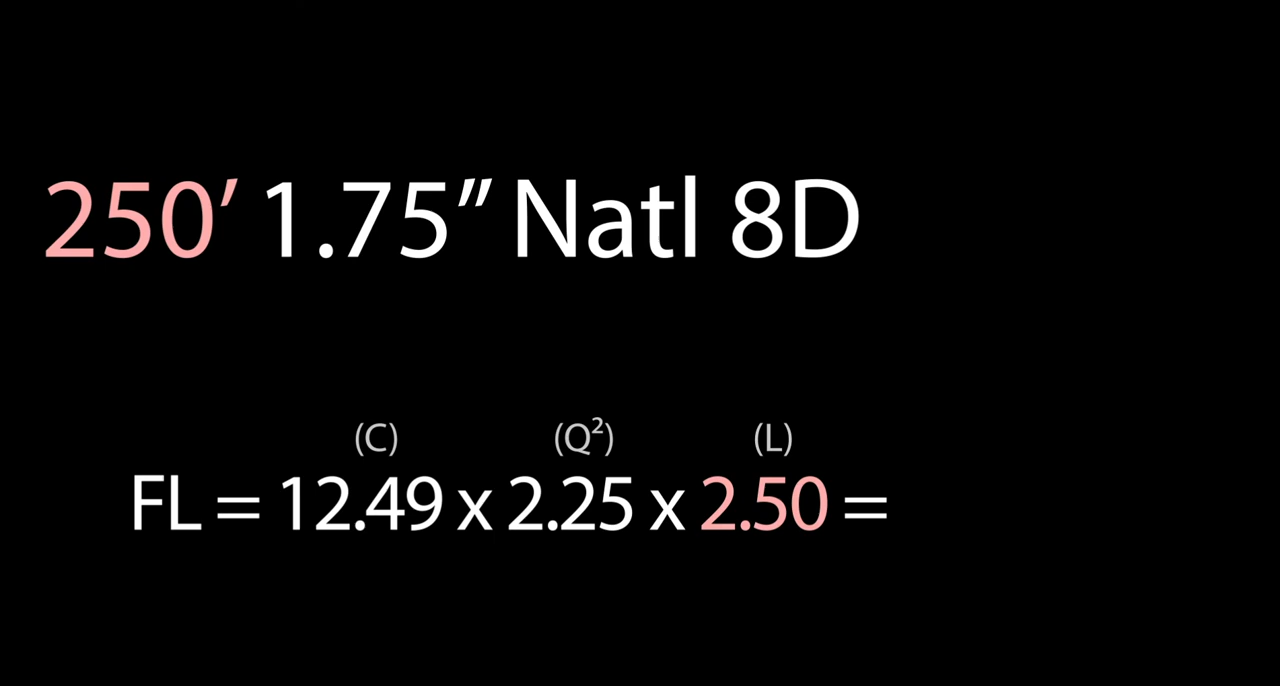 250’ 1.75” Natl 8D
(C) (Q²) (L)
FL = 12.49 x 2.25 x 2.50 =